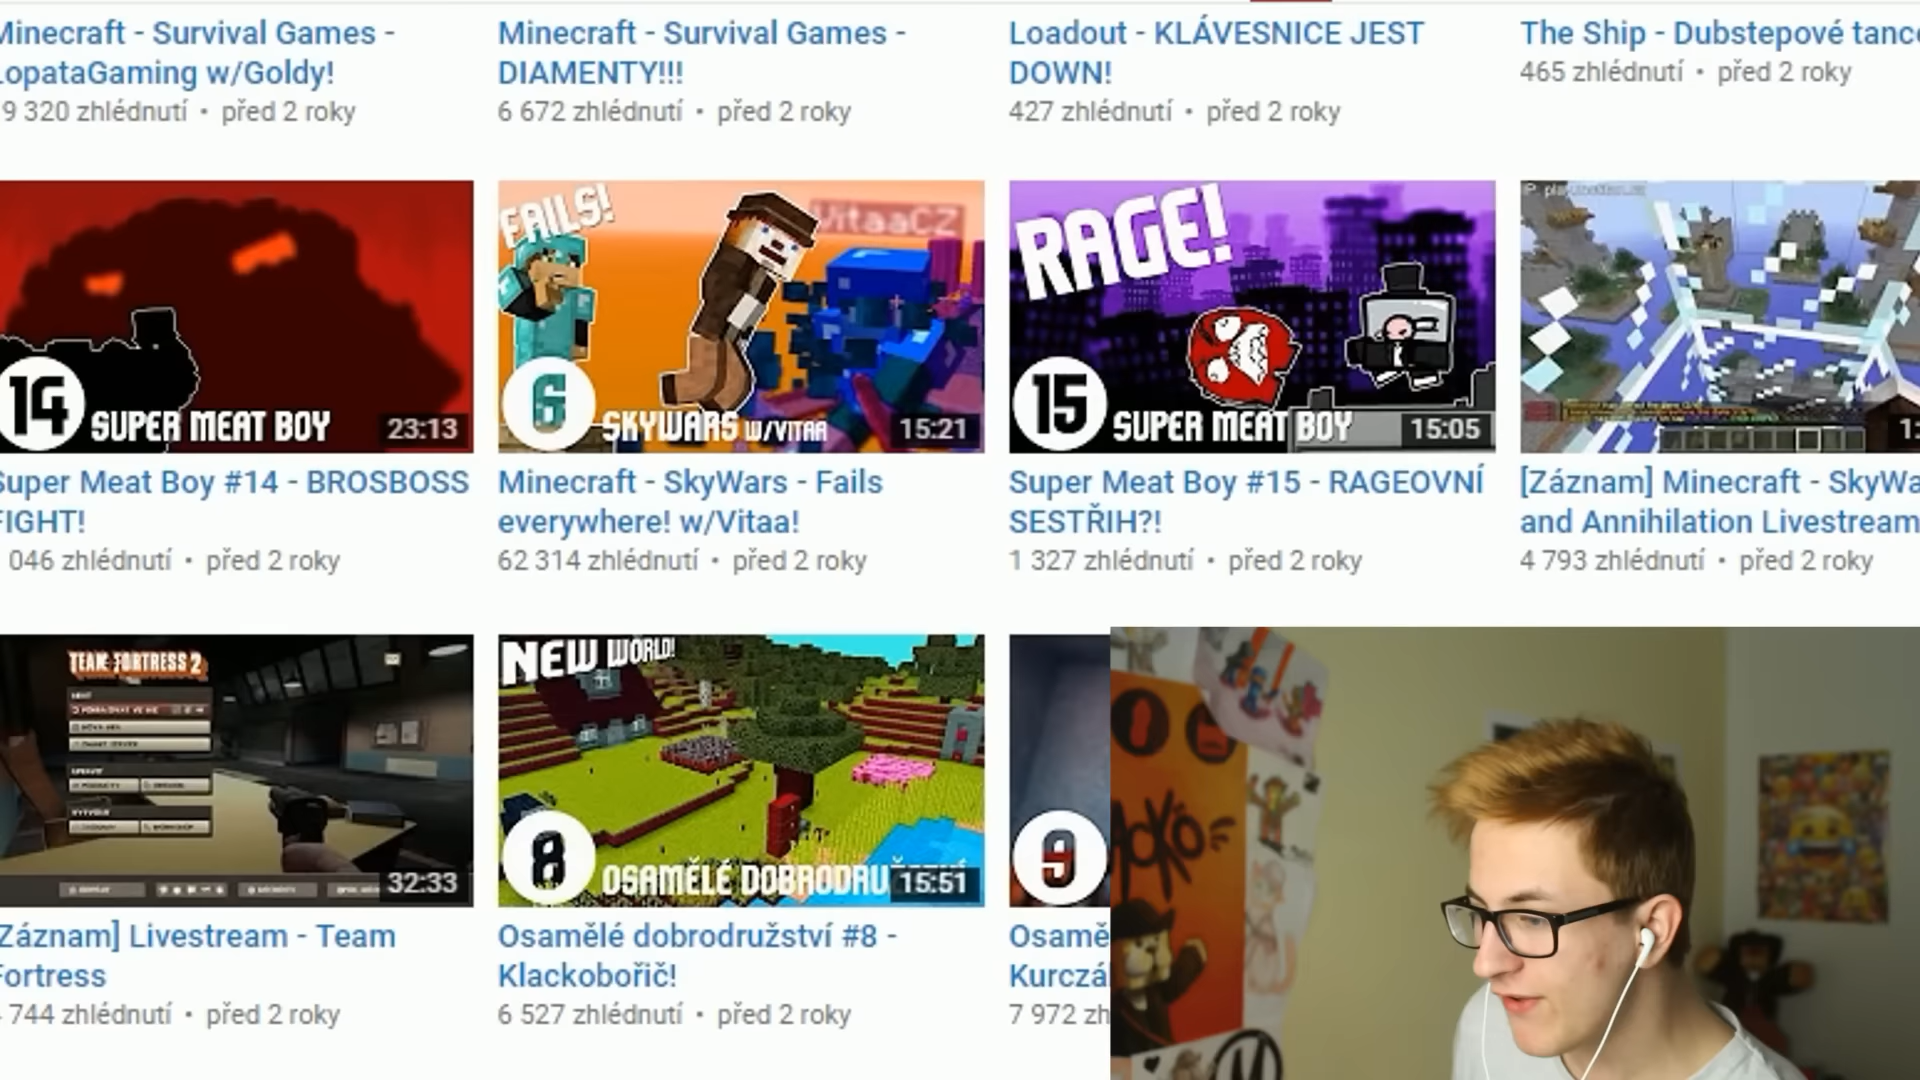 Minecraft - Survival Games -
LopataGaming w/Goldy!
9 320 zhlédnutí • před 2 roky
Minecraft - Survival Games -
DIAMENTY!!!
6 672 zhlédnutí • před 2 roky
Loadout - KLÁVESNICE JEST
DOWN!
427 zhlédnutí • před 2 roky
The Ship - Dubstepové
465 zhlédnutí • před 2 roky
14 SUPER MEAT BOY
23:13
Super Meat Boy #14 - BROSBOSS
FIGHT!
046 zhlédnutí • před 2 roky
FAILS!
VitaaCZ
6 SKYWARS W/VITAA
15:21
Minecraft - SkyWars - Fails
everywhere! w/Vitaa!
62 314 zhlédnutí • před 2 roky
RAGE!
15 SUPER MEAT BOY
15:05
Super Meat Boy #15 - RAGEOVNÍ
SESTŘIH?!
1 327 zhlédnutí • před 2 roky
[Záznam] Minecraft - SkyWa
and Annihilation Livestream
4 793 zhlédnutí • před 2 roky
TEAM FORTRESS 2
32:33
[Záznam] Livestream - Team
Fortress
744 zhlédnutí • před 2 roky
NEW WORLD!
8 OSAMĚLÉ DOBRODRU
15:51
Osamělé dobrodružství #8 -
Klackobořič!
6 527 zhlédnutí • před 2 roky
9
Osamě
Kurczá
7 972 zh